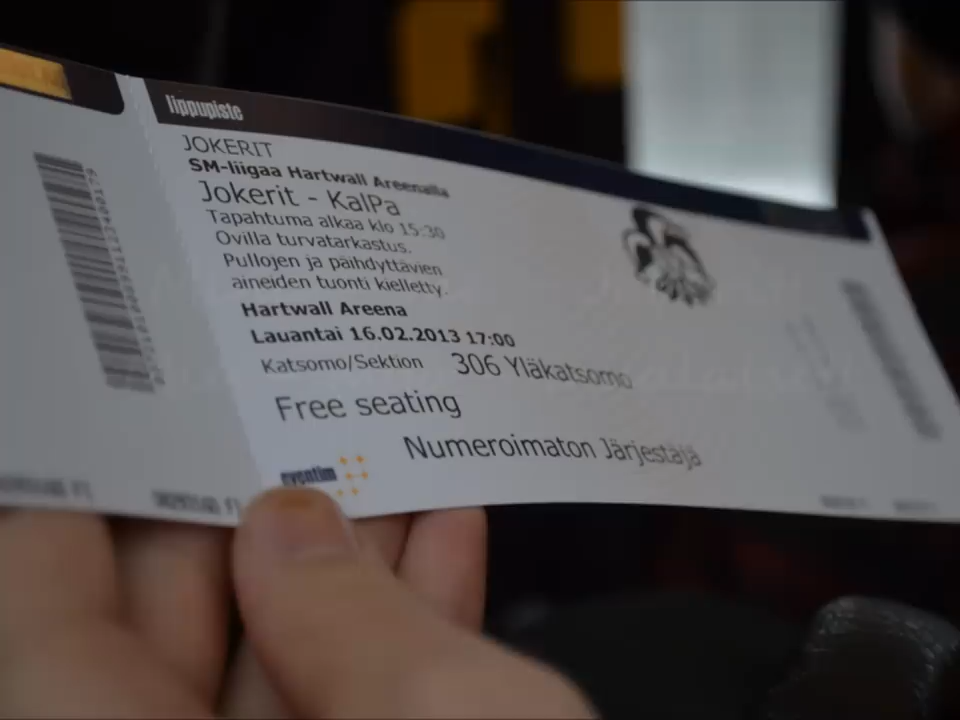 lippupiste
JOKERIT
SM-liigaa Hartwall Areenalla
Jokerit - KalPa
Tapahtuma alkaa klo 15:30
Ovilla turvatarkastus.
Pullojen ja päihdyttävien
aineiden tuonti kielletty.
Hartwall Areena
Lauantai 16.02.2013 17:00
Katsomo/Sektion 306 Yläkatsomo
Free seating
Numeroimaton Järjestäjä
eventim